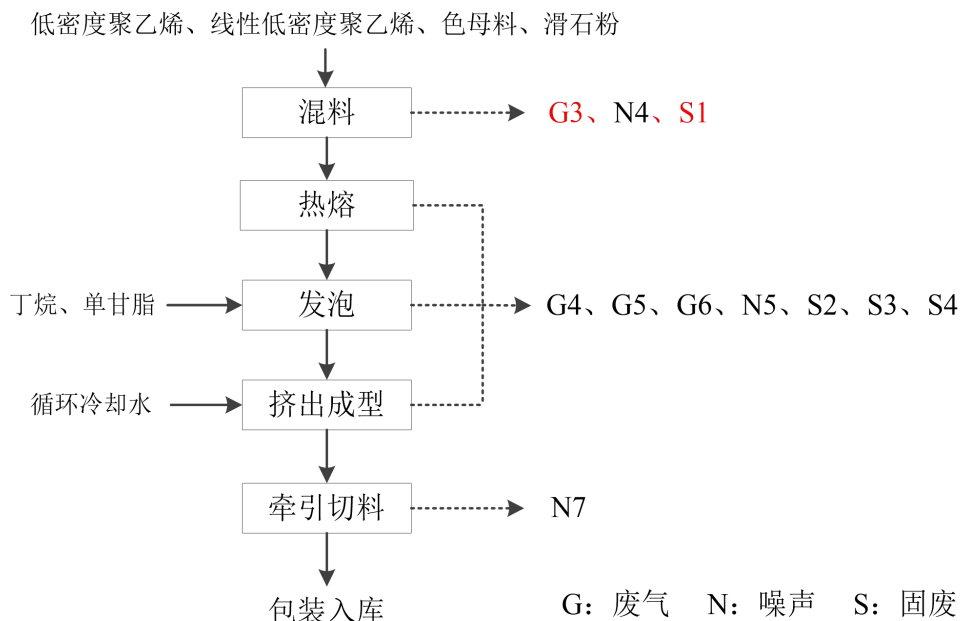 低密度聚乙烯、线性低密度聚乙烯、色母料、滑石粉
混料
G3、N4、S1
热熔
丁烷、单甘脂
发泡
G4、G5、G6、N5、S2、S3、S4
循环冷却水
挤出成型
牵引切料
N7
包装入库
G：废气 N：噪声 S：固废